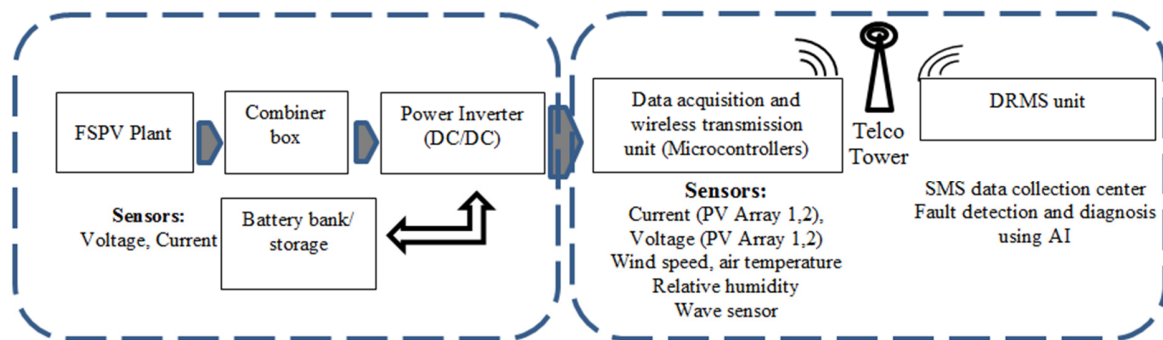 FSPV Plant
Combiner
box
Power Inverter
(DC/DC)
Sensors:
Voltage, Current
Battery bank/
storage
Data acquisition and
wireless transmission
unit (Microcontrollers)
Sensors:
Current (PV Array 1,2),
Voltage (PV Array 1,2)
Wind speed, air temperature
Relative humidity
Wave sensor
Telco
Tower
DRMS unit
SMS data collection center
Fault detection and diagnosis
using AI